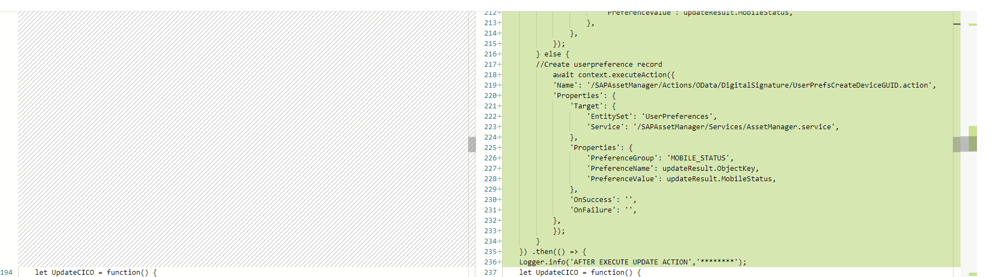 212+ PreferenceValue': updateResult.MobileStatus,
213+ },
214+ },
215+ });
216+ } else {
217+ //Create userpreference record
218+ await context.executeAction({
219+ 'Name': '/SAPAssetManager/Actions/OData/DigitalSignature/UserPrefsCreateDeviceGUID.action',
220+ 'Properties': {
221+ 'Target': {
222+ 'EntitySet': 'UserPreferences',
223+ 'Service': '/SAPAssetManager/Services/AssetManager.service',
224+ },
225+ 'Properties': {
226+ 'PreferenceGroup': 'MOBILE_STATUS',
227+ 'PreferenceName': updateResult.ObjectKey,
228+ 'PreferenceValue': updateResult.MobileStatus,
229+ },
230+ 'OnSuccess': '',
231+ 'OnFailure': '',
232+ },
233+ });
234+ }
235+ }) .then(() => {
236+ Logger.info('AFTER EXECUTE UPDATE ACTION','********');
194 let UpdateCICO = function() {
237 let UpdateCICO = function() {